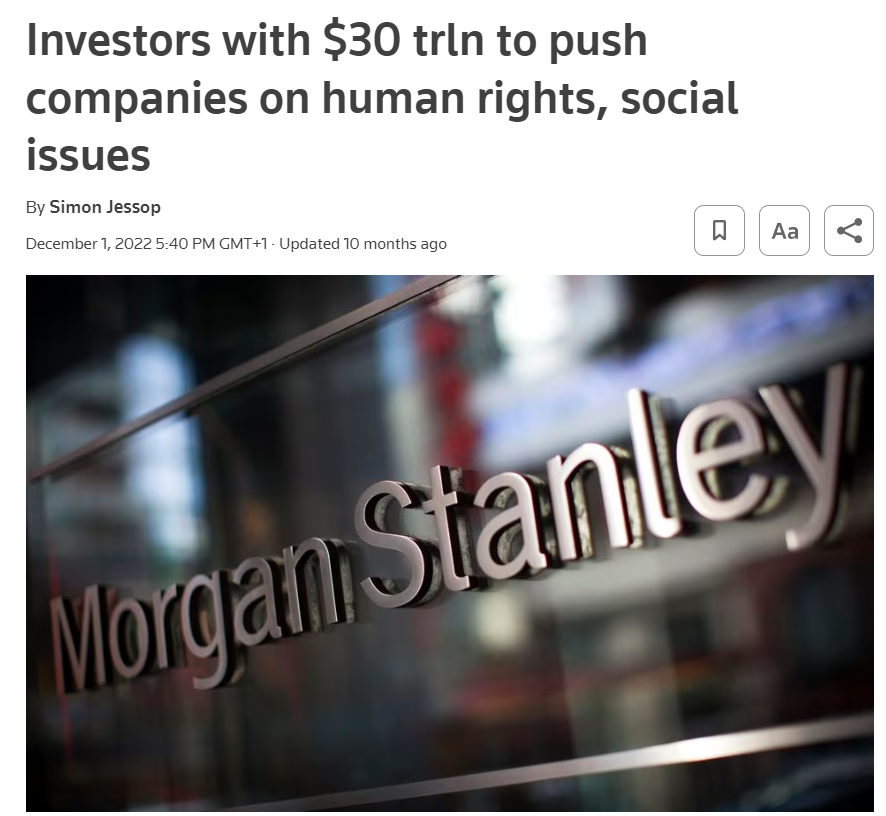 Investors with $30 trln to push
companies on human rights, social
issues
By Simon Jessop
December 1, 2022 5:40 PM GMT+1 · Updated 10 months ago
Aa
Morgan Stanley